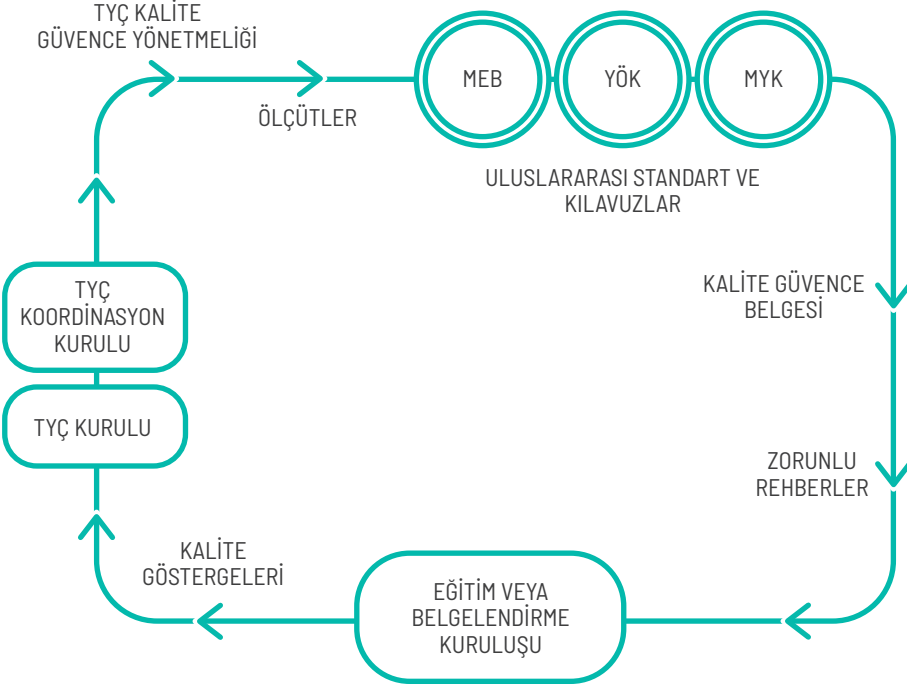 TYÇ KALİTE
GÜVENCE YÖNETMELİĞİ
ÖLÇÜTLER
MEB
YÖK
MYK
ULUSLARARASI STANDART VE
KILAVUZLAR
KALİTE GÜVENCE
BELGESİ
ZORUNLU
REHBERLER
EĞİTİM VEYA
BELGELENDİRME
KURULUŞU
KALİTE
GÖSTERGELERİ
TYÇ KURULU
TYÇ
KOORDİNASYON
KURULU